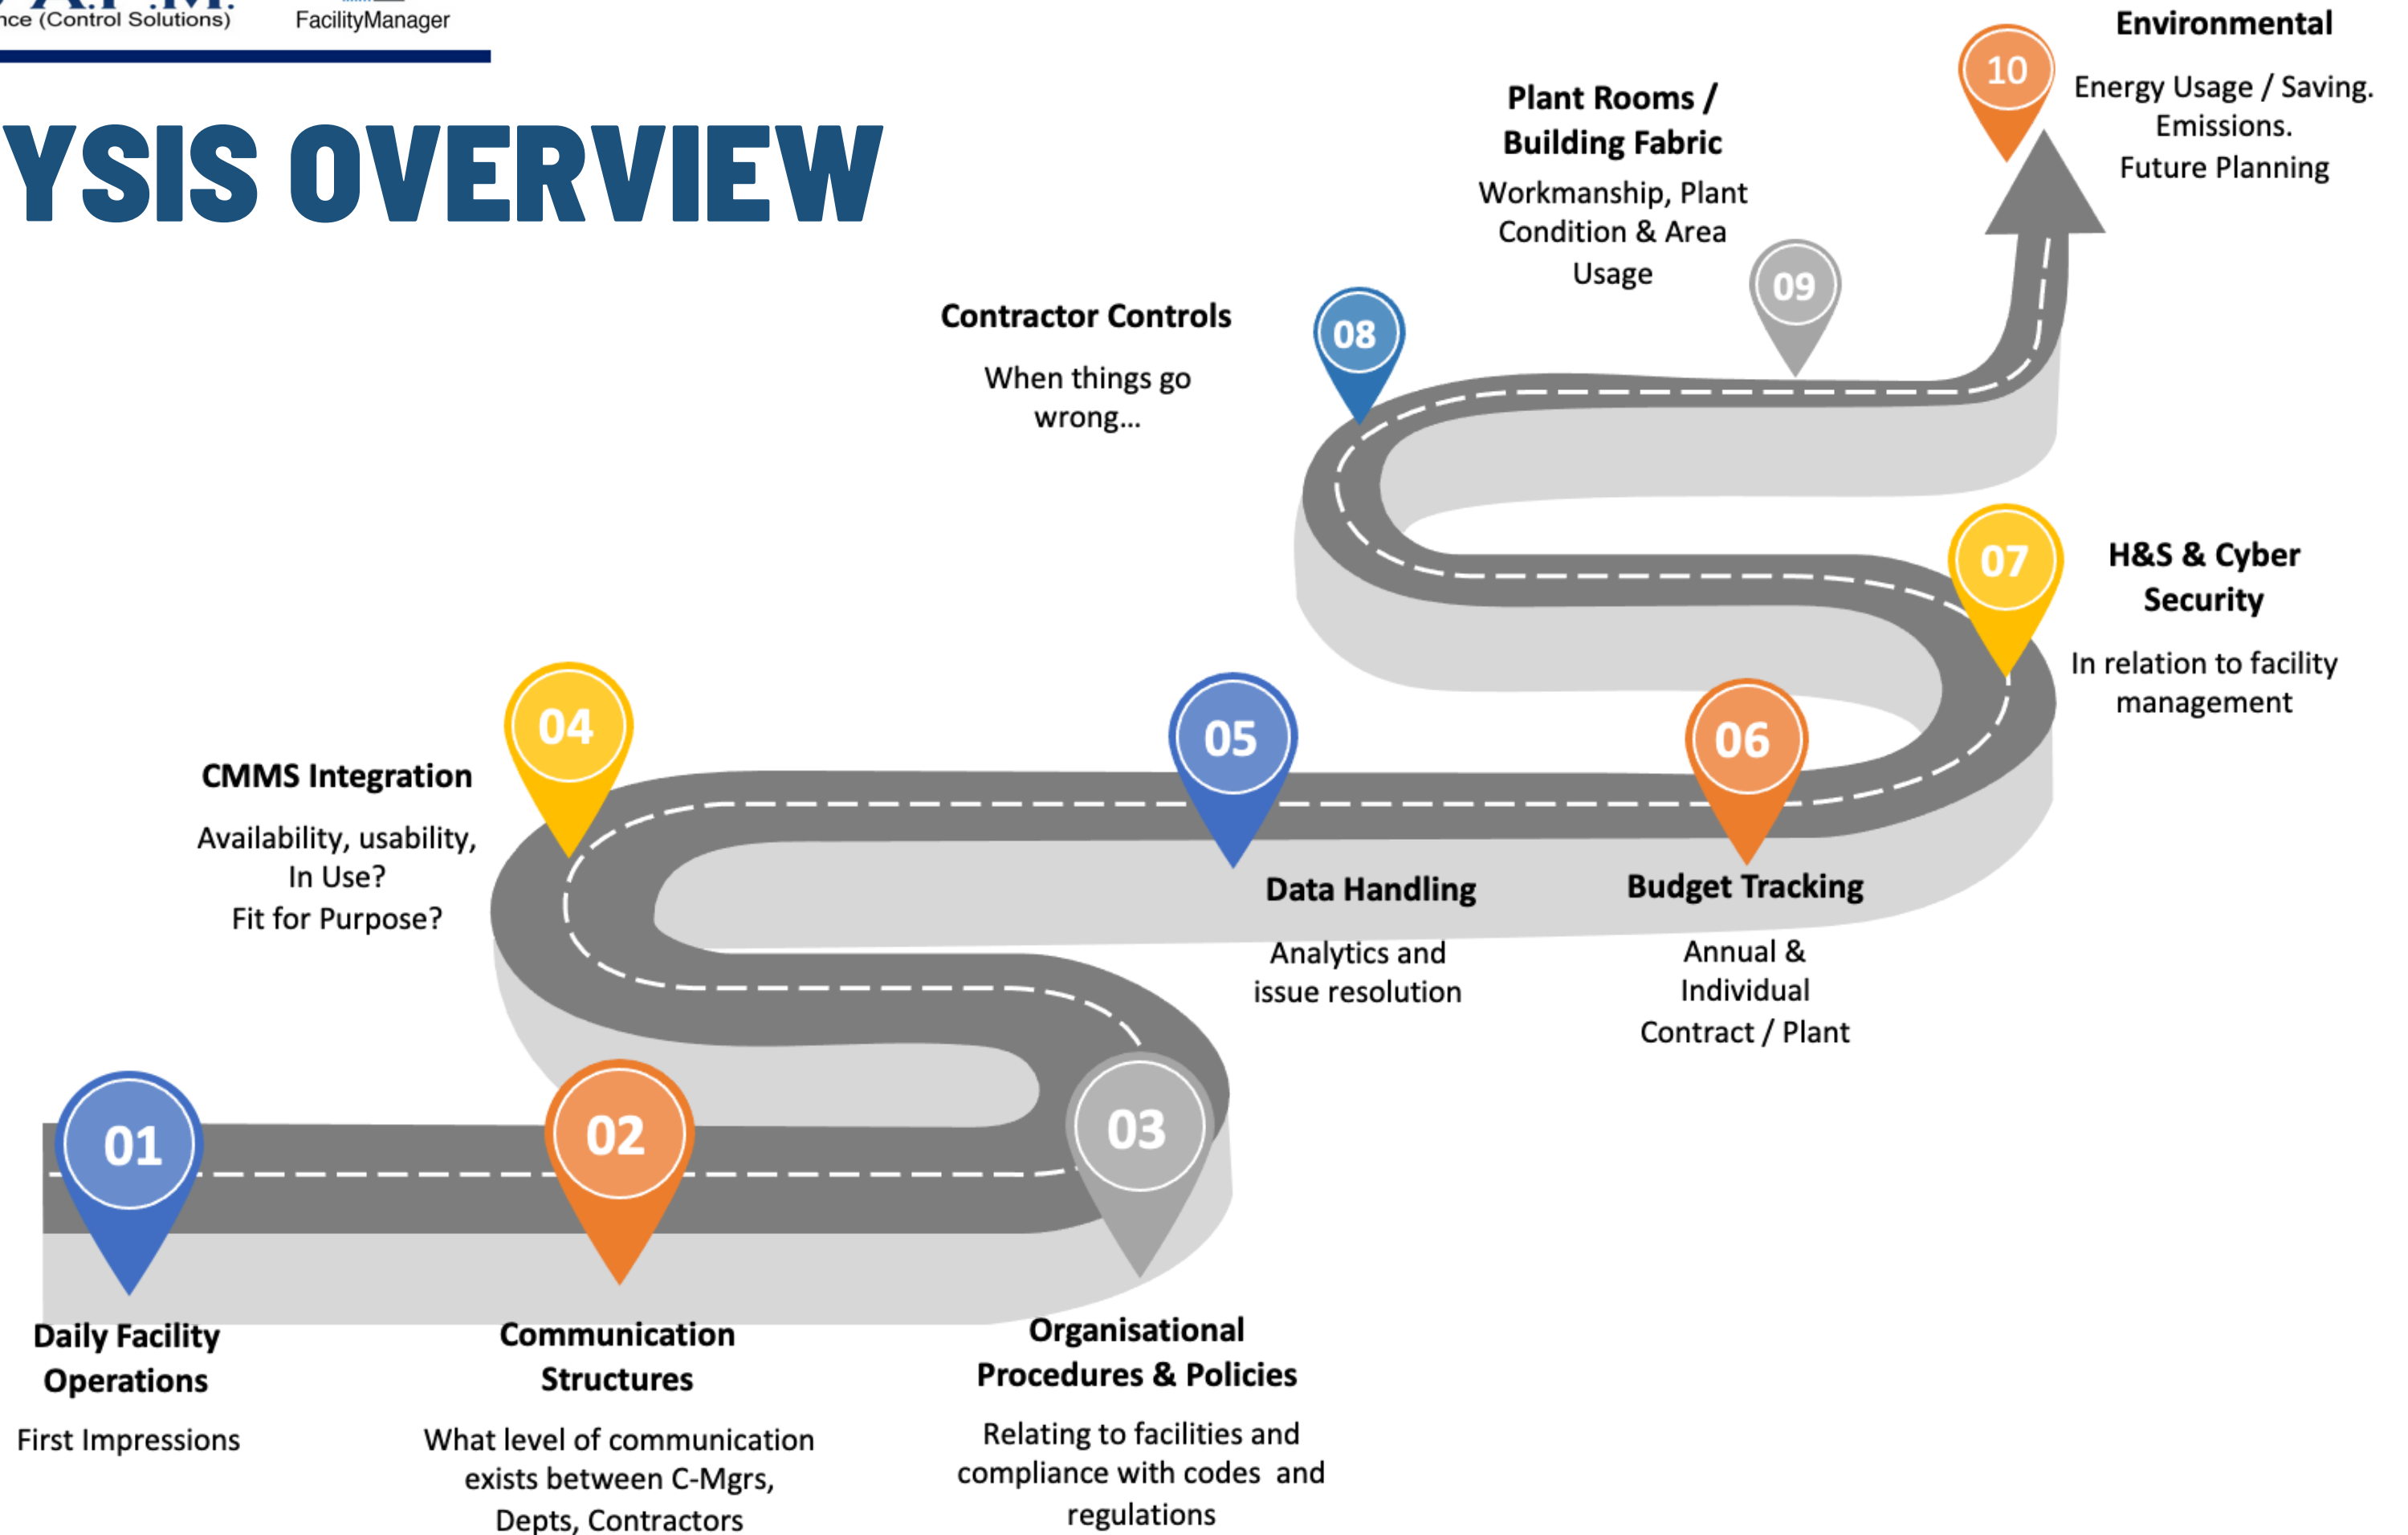 nce (Control Solutions)
FacilityManager
YSIS OVERVIEW
01
Daily Facility
Operations
First Impressions
02
Communication
Structures
What level of communication
exists between C-Mgrs,
Depts, Contractors
03
Organisational
Procedures & Policies
Relating to facilities and
compliance with codes  and
regulations
04
CMMS Integration
Availability, usability,
In Use?
Fit for Purpose?
05
Data Handling
Analytics and
issue resolution
06
Budget Tracking
Annual &
Individual
Contract / Plant
07
H&S & Cyber
Security
In relation to facility
management
08
Contractor Controls
When things go
wrong...
09
Plant Rooms /
Building Fabric
Workmanship, Plant
Condition & Area
Usage
10
Environmental
Energy Usage / Saving.
Emissions.
Future Planning